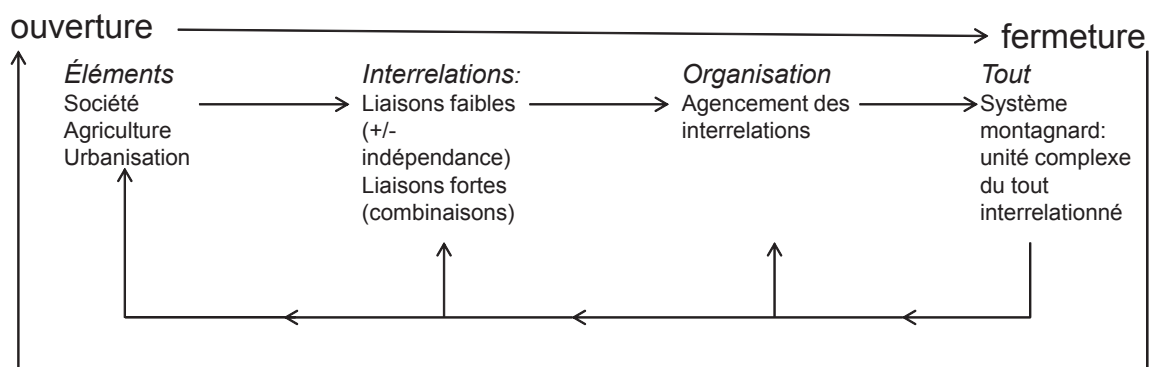 ouverture
fermeture
Éléments
Société
Agriculture
Urbanisation
Interrelations:
Liaisons faibles
(+/-
indépendance)
Liaisons fortes
(combinaisons)
Organisation
Agencement des
interrelations
Tout
Système
montagnard:
unité complexe
du tout
interrelationné